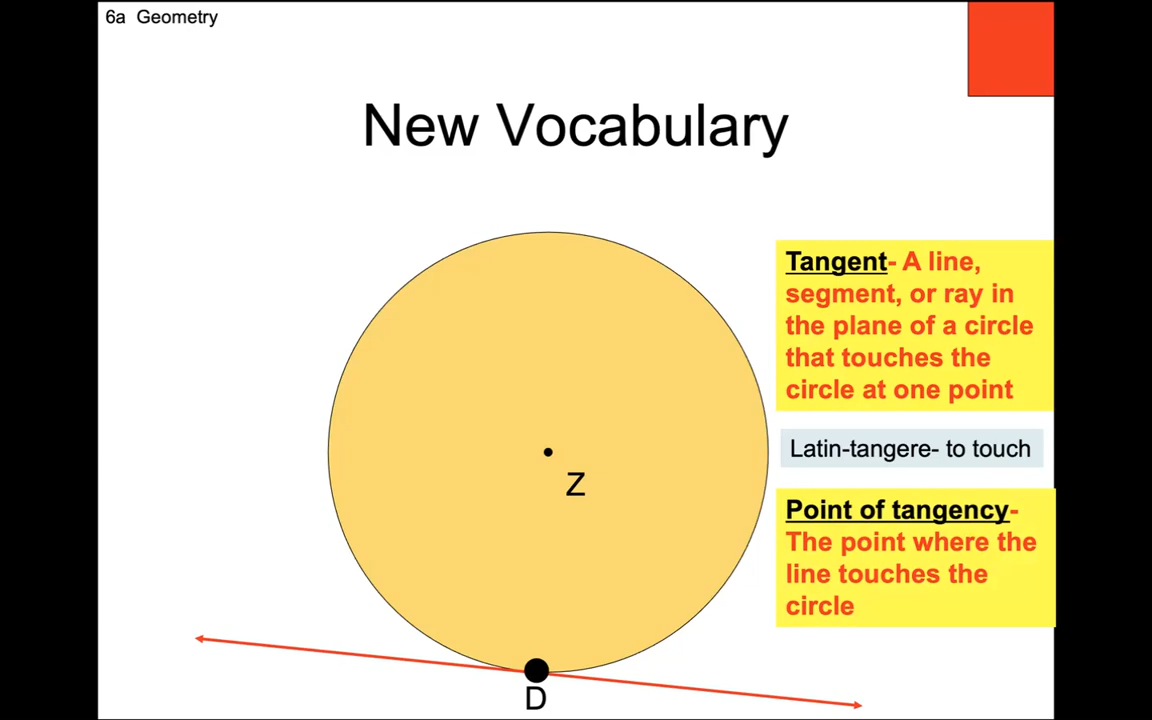 6a Geometry
New Vocabulary
Tangent- A line,
segment, or ray in
the plane of a circle
that touches the
circle at one point
Latin-tangere- to touch
Z
Point of tangency-
The point where the
line touches the
circle
D